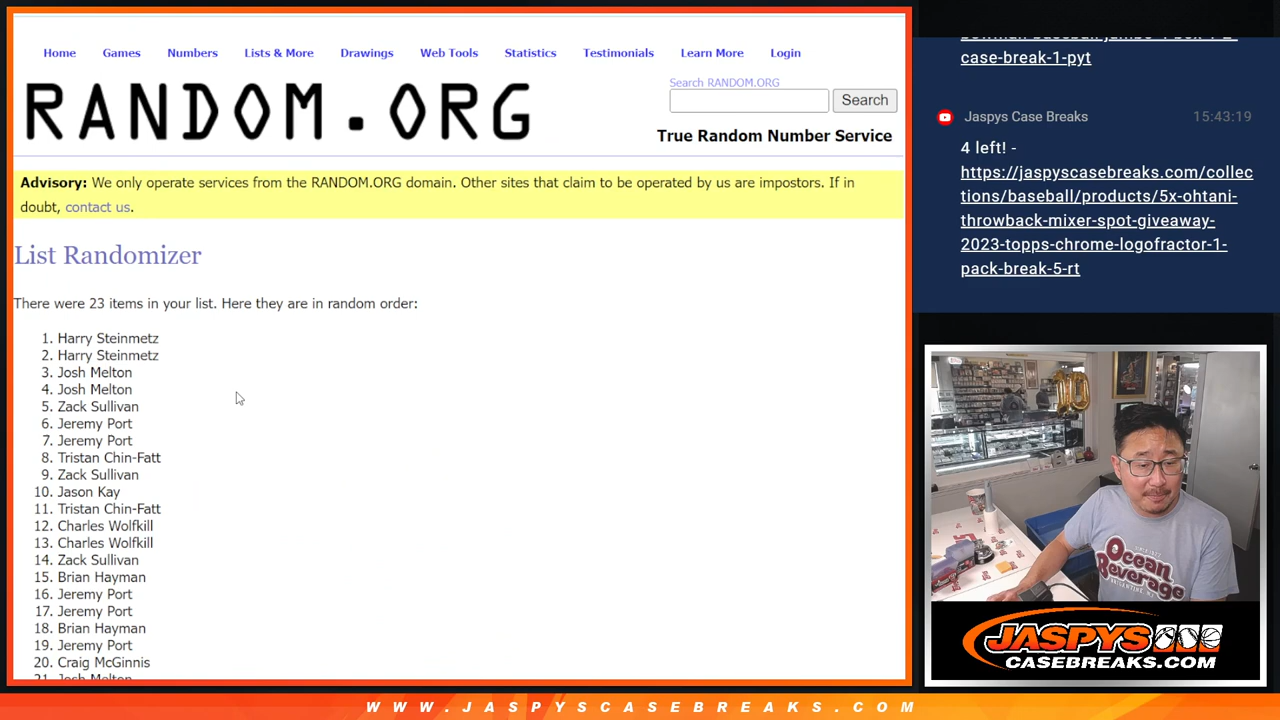 Home Games Numbers Lists & More Drawings Web Tools Statistics Testimonials Learn More Login
RANDOM.ORG
Search RANDOM.ORG
Search
True Random Number Service
Advisory: We only operate services from the RANDOM.ORG domain. Other sites that claim to be operated by us are impostors. If in
doubt, contact us.
List Randomizer
There were 23 items in your list. Here they are in random order:
1. Harry Steinmetz
2. Harry Steinmetz
3. Josh Melton
4. Josh Melton
5. Zack Sullivan
6. Jeremy Port
7. Jeremy Port
8. Tristan Chin-Fatt
9. Zack Sullivan
10. Jason Kay
11. Tristan Chin-Fatt
12. Charles Wolfkill
13. Charles Wolfkill
14. Zack Sullivan
15. Brian Hayman
16. Jeremy Port
17. Jeremy Port
18. Brian Hayman
19. Jeremy Port
20. Craig McGinnis
21. Josh Melton
case-break-1-pyt
Jaspys Case Breaks 15:43:19
4 left! -
https://jaspyscasebreaks.com/collec
tions/baseball/products/5x-ohtani-
throwback-mixer-spot-giveaway-
2023-topps-chrome-logofractor-1-
pack-break-5-rt
10
Ocean
Beverage
JASPYS
CASEBREAKS.COM
WWW.JASPYSCASEBREAKS.COM